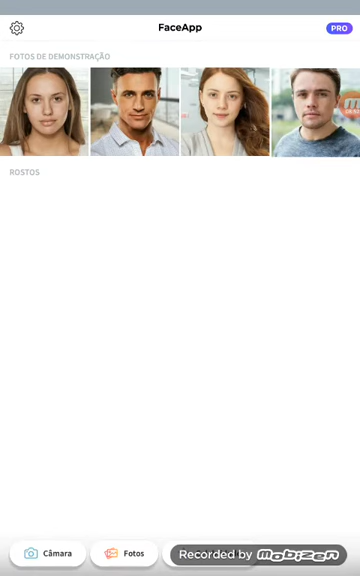 FaceApp
PRO
FOTOS DE DEMONSTRAÇÃO
ROSTOS
Câmara
Fotos
Recorded by Mobizen